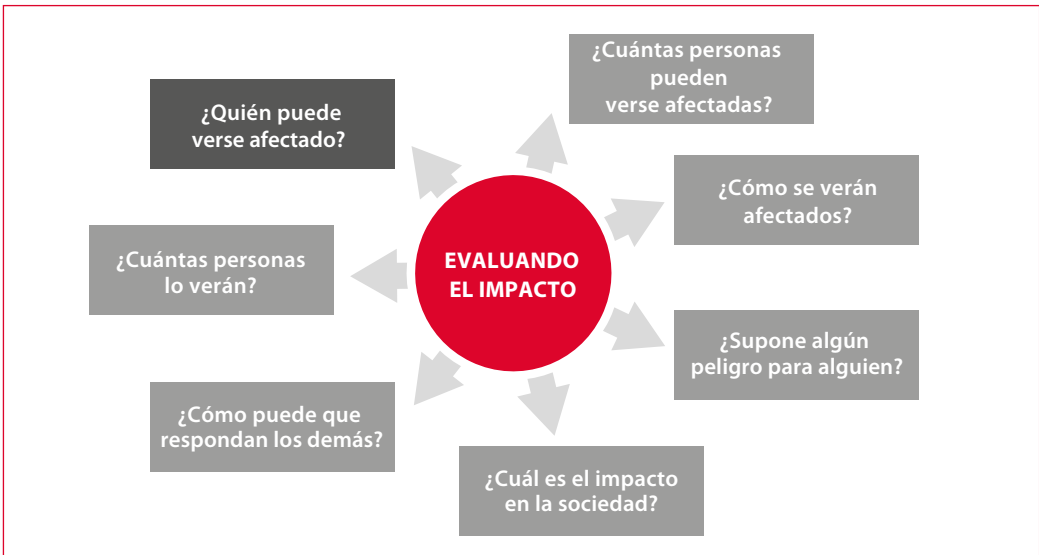 ¿Cuántas personas
pueden
verse afectadas?
¿Quién puede
verse afectado?
¿Cómo se verán
afectados?
¿Cuántas personas
lo verán?
EVALUANDO
EL IMPACTO
¿Supone algún
peligro para alguien?
¿Cómo puede que
respondan los demás?
¿Cuál es el impacto
en la sociedad?